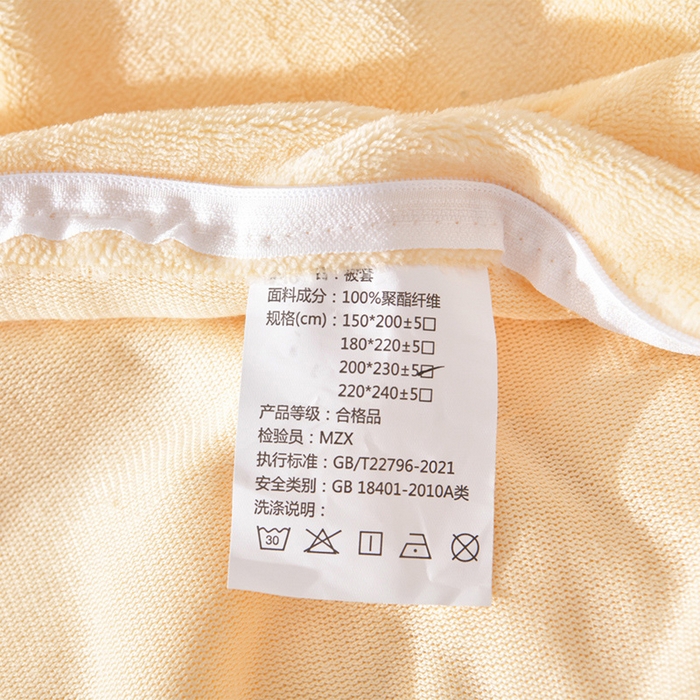 ：被套
面料成分：100%聚酯纤维
规格(cm)：150*200±5□
180*220±5□
200*230±5□
220*240±5□
产品等级：合格品
检验员：MZX
执行标准：GB/T22796-2021
安全类别：GB 18401-2010A类
洗涤说明：
30